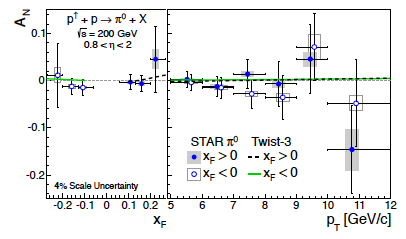 A_N
p↑ + p → π⁰ + X
√s = 200 GeV
0.8 < η < 2
0.1
0
-0.1
-0.2
STAR π⁰ Twist-3
x_F > 0 x_F > 0
x_F < 0 x_F < 0
4% Scale Uncertainty
-0.2 -0.1 0 0.1 0.2 5 6 7 8 9 10 11 12
x_F p_T [GeV/c]